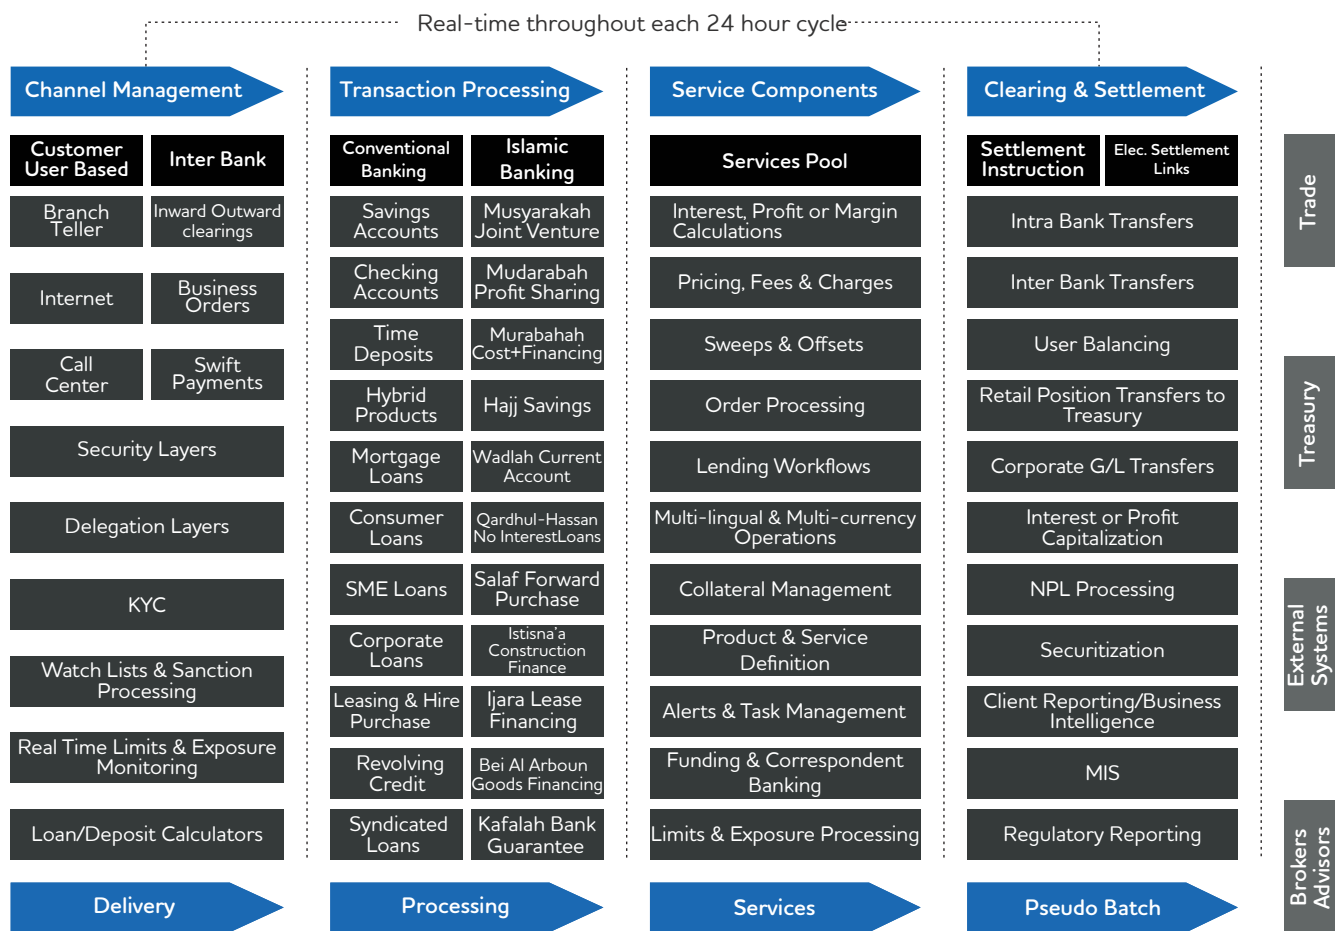 Real-time throughout each 24 hour cycle
Channel Management
Customer
User Based
Inter Bank
Branch
Teller
Inward Outward
clearings
Internet
Business
Orders
Call
Center
Swift
Payments
Security Layers
Delegation Layers
KYC
Watch Lists & Sanction
Processing
Real Time Limits & Exposure
Monitoring
Loan/Deposit Calculators
Delivery
Transaction Processing
Conventional
Banking
Islamic
Banking
Savings
Accounts
Musyarakah
Joint Venture
Checking
Accounts
Mudarabah
Profit Sharing
Time
Deposits
Murabahah
Cost+Financing
Hybrid
Products
Hajj Savings
Mortgage
Loans
Wadlah Current
Account
Consumer
Loans
Qardhul-Hassan
No InterestLoans
SME Loans
Salaf Forward
Purchase
Corporate
Loans
Istisna'a
Construction
Finance
Leasing & Hire
Purchase
Ijara Lease
Financing
Revolving
Credit
Bei Al Arboun
Goods Financing
Syndicated
Loans
Kafalah Bank
Guarantee
Processing
Service Components
Services Pool
Interest, Profit or Margin
Calculations
Pricing, Fees & Charges
Sweeps & Offsets
Order Processing
Lending Workflows
Multi-lingual & Multi-currency
Operations
Collateral Management
Product & Service
Definition
Alerts & Task Management
Funding & Correspondent
Banking
Limits & Exposure Processing
Services
Clearing & Settlement
Settlement
Instruction
Elec. Settlement
Links
Intra Bank Transfers
Inter Bank Transfers
User Balancing
Retail Position Transfers to
Treasury
Corporate G/L Transfers
Interest or Profit
Capitalization
NPL Processing
Securitization
Client Reporting/Business
Intelligence
MIS
Regulatory Reporting
Pseudo Batch
Trade
Treasury
External
Systems
Brokers
Advisors